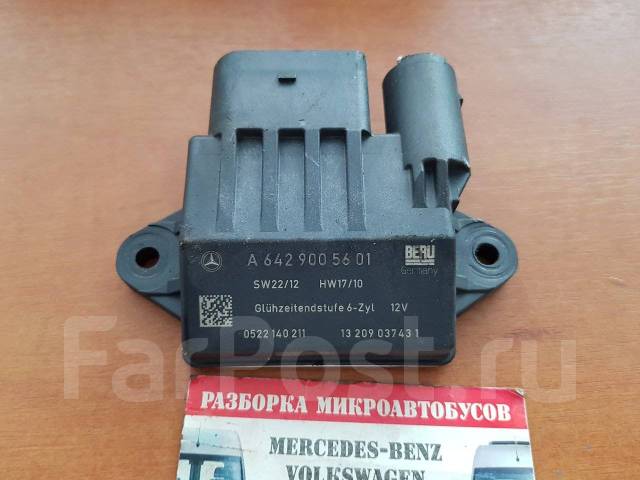 A 642 900 56 01
BERU
Germany
SW22/12 HW17/10
Glühzeitendstufe 6-Zyl 12V
0522 140 211 13 209 03743 1
FarPost.ru
РАЗБОРКА МИКРОАВТОБУСОВ
MERCEDES-BENZ
VOLKSWAGEN